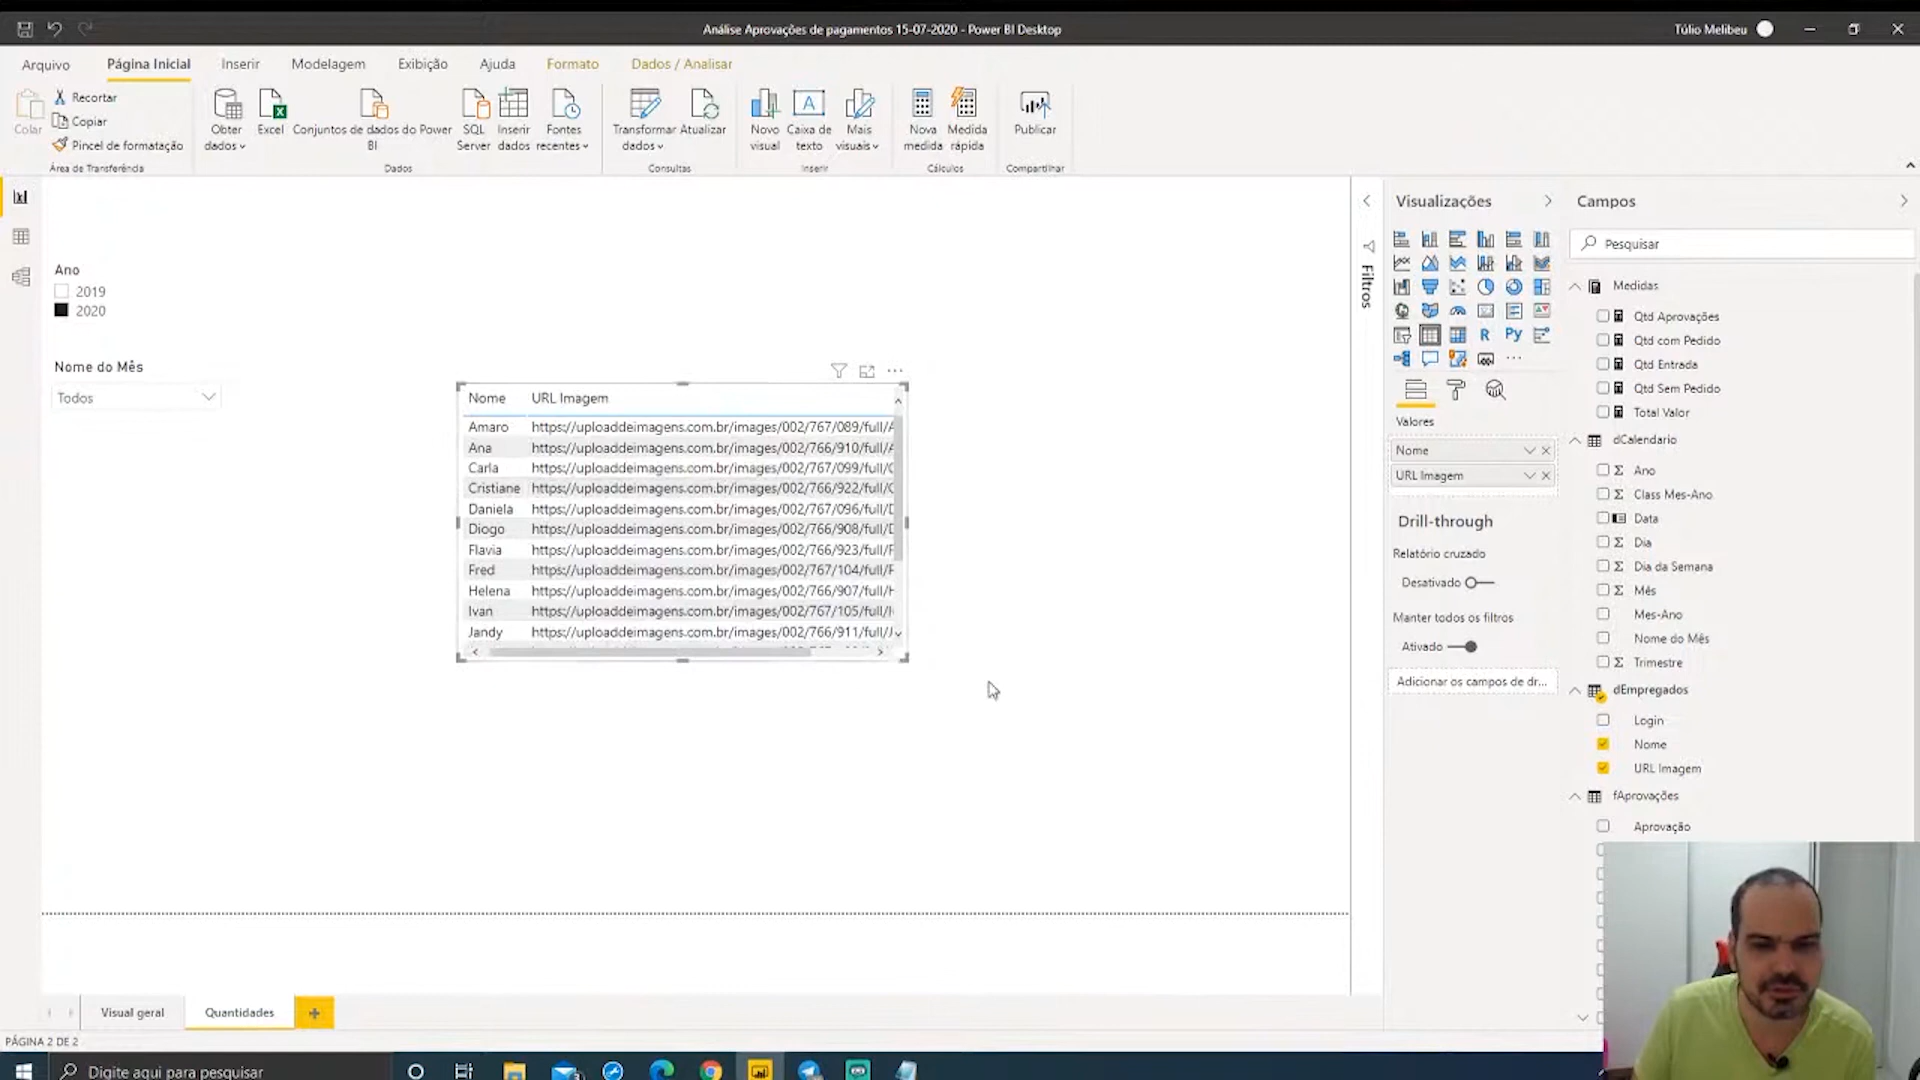 Análise Aprovações de pagamentos 15-07-2020 - Power BI Desktop
Túlio Melibeu
Arquivo
Página Inicial
Inserir
Modelagem
Exibição
Ajuda
Formato
Dados / Analisar
Colar
Recortar
Copiar
Pincel de formatação
Área de Transferência
Obter dados
Excel
Conjuntos de dados do Power BI
SQL Server
Inserir dados
Fontes recentes
Dados
Transformar dados
Atualizar
Consultas
Novo visual
Caixa de texto
Mais visuais
Inserir
Nova medida
Medida rápida
Cálculos
Publicar
Compartilhar
Ano
2019
2020
Nome do Mês
Todos
Nome URL Imagem
Amaro https://uploaddeimagens.com.br/images/002/767/089/full/A
Ana https://uploaddeimagens.com.br/images/002/766/910/full/A
Carla https://uploaddeimagens.com.br/images/002/767/099/full/C
Cristiane https://uploaddeimagens.com.br/images/002/766/922/full/C
Daniela https://uploaddeimagens.com.br/images/002/767/096/full/D
Diogo https://uploaddeimagens.com.br/images/002/766/908/full/D
Flavia https://uploaddeimagens.com.br/images/002/766/923/full/F
Fred https://uploaddeimagens.com.br/images/002/767/104/full/F
Helena https://uploaddeimagens.com.br/images/002/766/907/full/H
Ivan https://uploaddeimagens.com.br/images/002/767/105/full/I
Jandy https://uploaddeimagens.com.br/images/002/766/911/full/J
Filtros
Visualizações
R
Py
Valores
Nome
URL Imagem
Drill-through
Relatório cruzado
Desativado
Manter todos os filtros
Ativado
Adicionar os campos de dr...
Campos
Pesquisar
Medidas
Qtd Aprovações
Qtd com Pedido
Qtd Entrada
Qtd Sem Pedido
Total Valor
dCalendario
Ano
Class Mes-Ano
Data
Dia
Dia da Semana
Mês
Mes-Ano
Nome do Mês
Trimestre
dEmpregados
Login
Nome
URL Imagem
fAprovações
Aprovação
Visual geral
Quantidades
PÁGINA 2 DE 2
Digite aqui para pesquisar